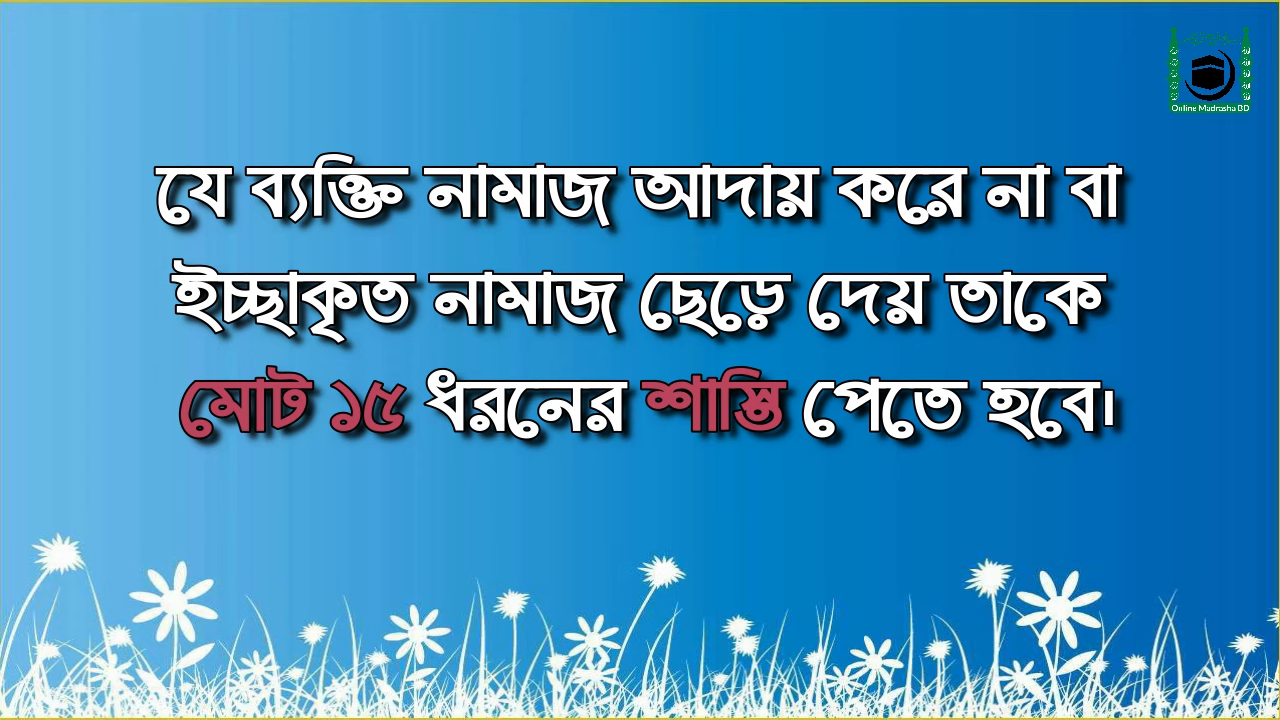 Online Madrasha BD
যে ব্যক্তি নামাজ আদায় করে না বা
ইচ্ছাকৃত নামাজ ছেড়ে দেয় তাকে
মোট ১৫ ধরনের শাস্তি পেতে হবে।